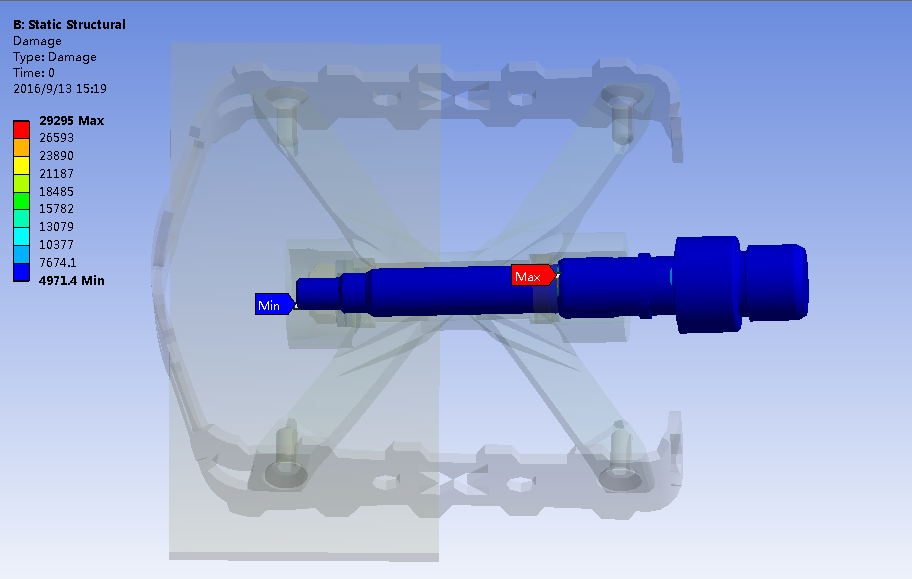 B: Static Structural
Damage
Type: Damage
Time: 0
2016/9/13 15:19
29295 Max
26593
23890
21187
18485
15782
13079
10377
7674.1
4971.4 Min
Max
Min